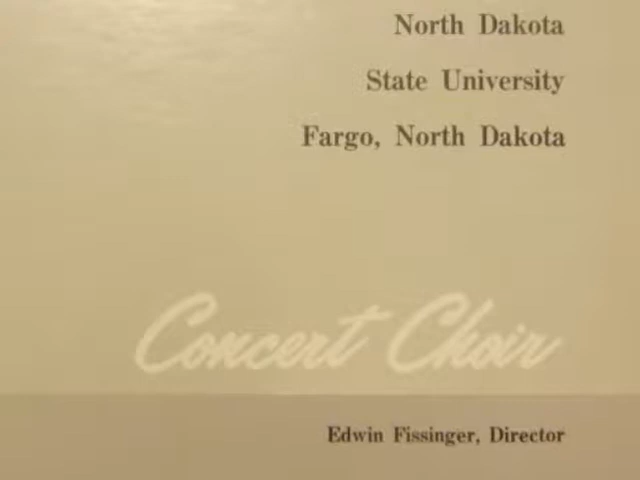 North Dakota
State University
Fargo, North Dakota
Concert Choir
Edwin Fissinger, Director